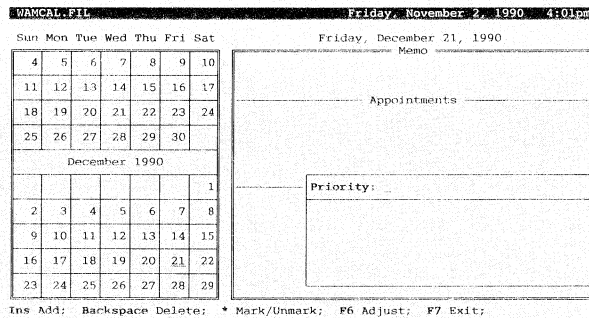 WAMCAL.FIL Friday, November 2, 1990 4:01pm
Sun Mon Tue Wed Thu Fri Sat
4 5 6 7 8 9 10
11 12 13 14 15 16 17
18 19 20 21 22 23 24
25 26 27 28 29 30
December 1990
1
2 3 4 5 6 7 8
9 10 11 12 13 14 15
16 17 18 19 20 21 22
23 24 25 26 27 28 29
Friday, December 21, 1990
Memo
Appointments
Priority: _
Ins Add; Backspace Delete; * Mark/Unmark; F6 Adjust; F7 Exit;